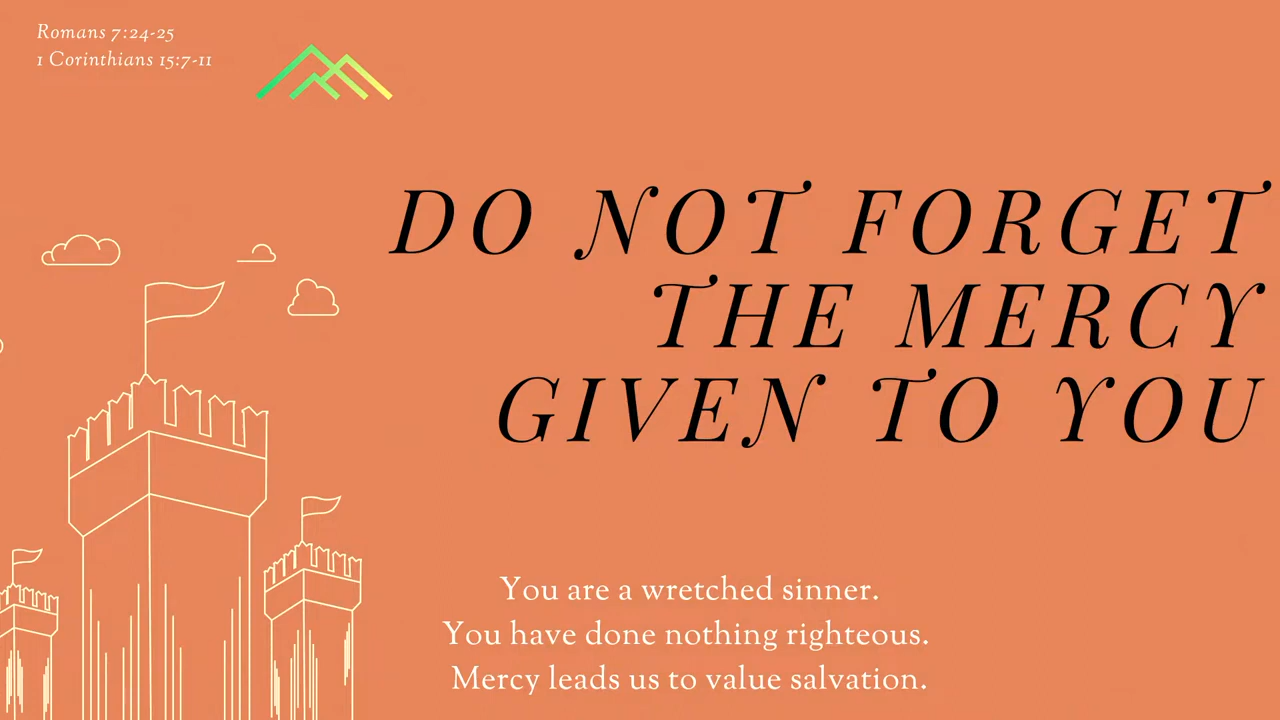 Romans 7:24-25
1 Corinthians 15:7-11
DO NOT FORGET
THE MERCY
GIVEN TO YOU
You are a wretched sinner.
You have done nothing righteous.
Mercy leads us to value salvation.